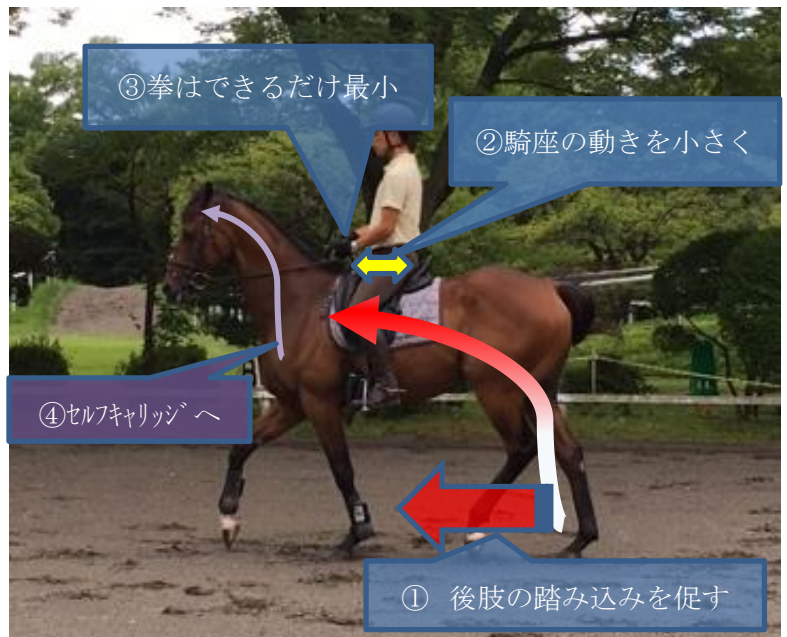 ③拳はできるだけ最小
②騎座の動きを小さく
④ｾﾙﾌｷｬﾘｯｼﾞへ
①　後肢の踏み込みを促す